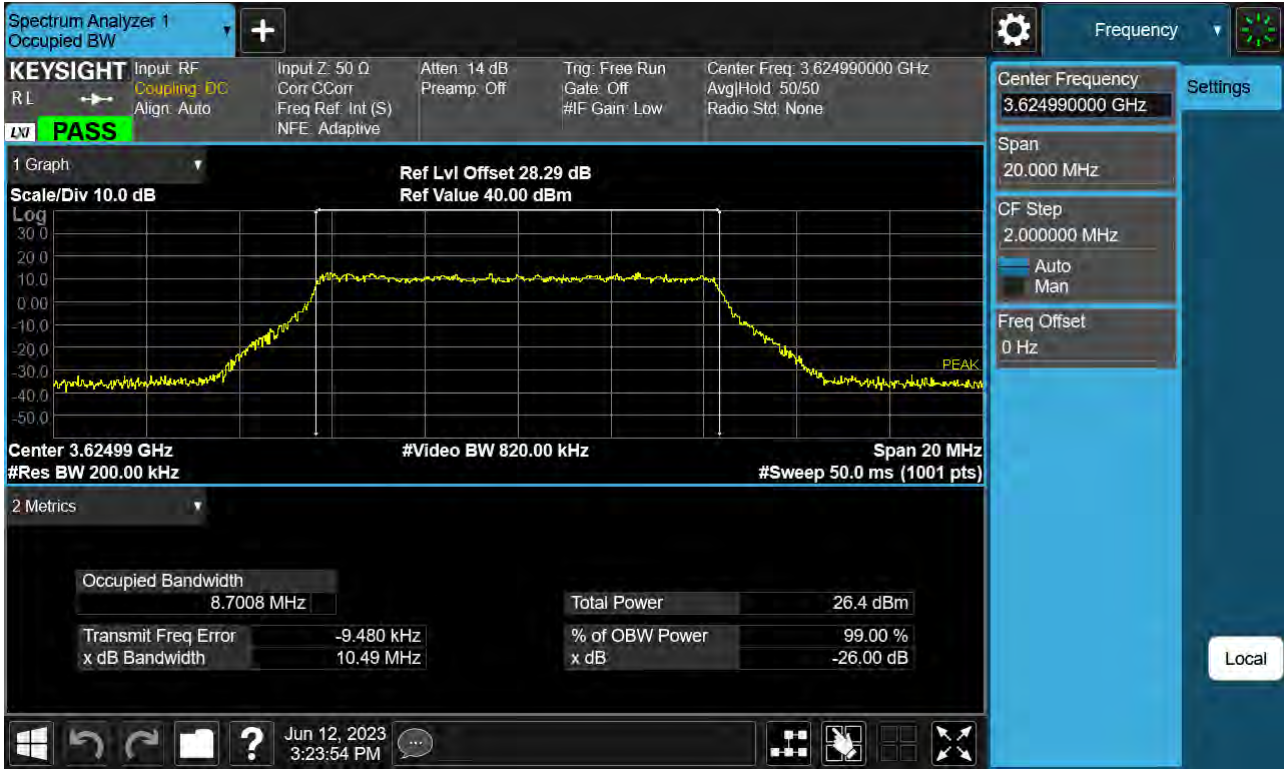 Spectrum Analyzer 1
Occupied BW
Frequency
KEYSIGHT
RL
LXI
PASS
Input: RF
Coupling: DC
Align: Auto
Input Z: 50 Ω
Corr CCorr
Freq Ref: Int (S)
NFE: Adaptive
Atten: 14 dB
Preamp: Off
Trig: Free Run
Gate: Off
#IF Gain: Low
Center Freq: 3.624990000 GHz
Avg|Hold: 50/50
Radio Std: None
1 Graph
Ref Lvl Offset 28.29 dB
Scale/Div 10.0 dB
Ref Value 40.00 dBm
Log
30.0
20.0
10.0
0.00
-10.0
-20.0
-30.0
-40.0
-50.0
PEAK
Center 3.62499 GHz
#Video BW 820.00 kHz
Span 20 MHz
#Res BW 200.00 kHz
#Sweep 50.0 ms (1001 pts)
2 Metrics
Occupied Bandwidth
8.7008 MHz
Total Power
26.4 dBm
Transmit Freq Error
-9.480 kHz
% of OBW Power
99.00 %
x dB Bandwidth
10.49 MHz
x dB
-26.00 dB
?
Jun 12, 2023
3:23:54 PM
Center Frequency
3.624990000 GHz
Settings
Span
20.000 MHz
CF Step
2.000000 MHz
Auto
Man
Freq Offset
0 Hz
Local